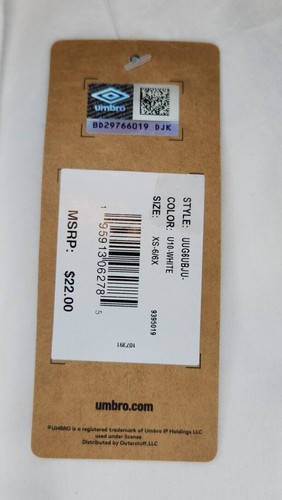 umbro
BD29766019 DJK
STYLE: UUG6UBJU-
COLOR: U10-WHITE
SIZE: XS-6/6X
9395019
1 95913 06278 5
MSRP: $22.00
107391
umbro.com
©UMBRO is a registered trademark of Umbro IP Holdings LLC
used under license
Distributed by Outerstuff, LLC